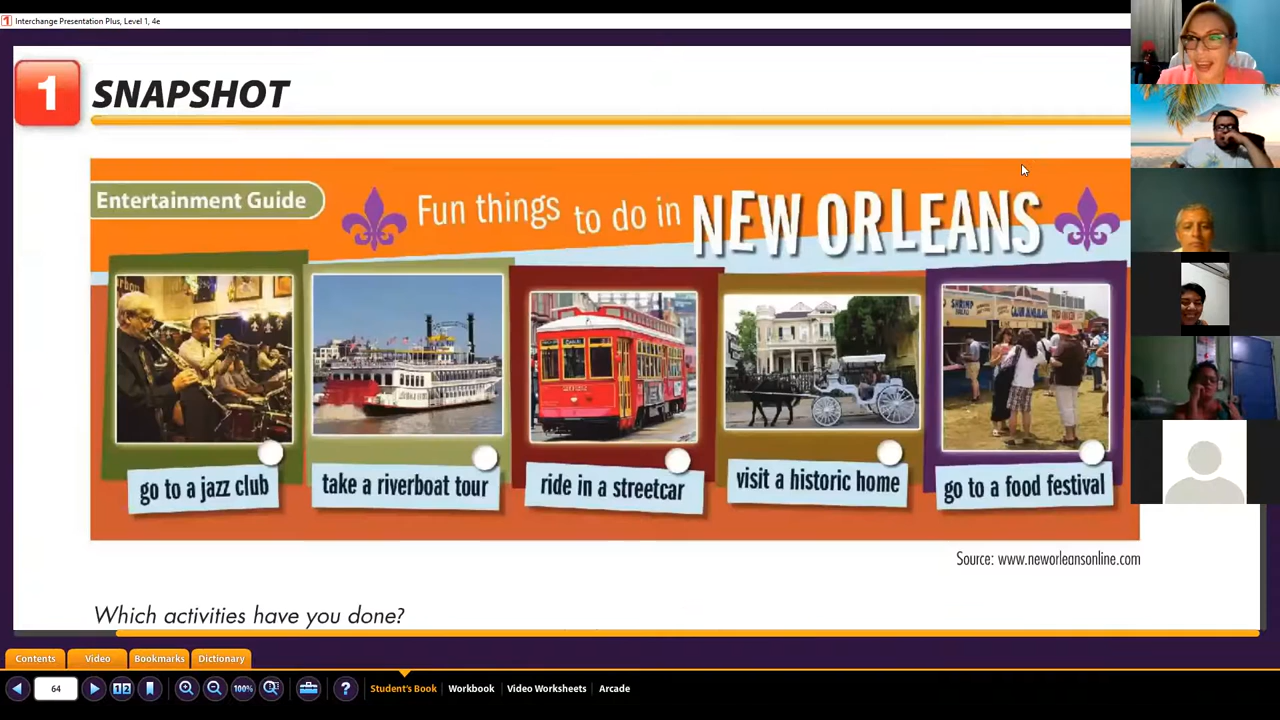 Interchange Presentation Plus, Level 1, 4e
1 SNAPSHOT
Entertainment Guide
Fun things to do in NEW ORLEANS
go to a jazz club
take a riverboat tour
ride in a streetcar
visit a historic home
go to a food festival
Source: www.neworleansonline.com
Which activities have you done?
Contents Video Bookmarks Dictionary
64 100% Student's Book Workbook Video Worksheets Arcade